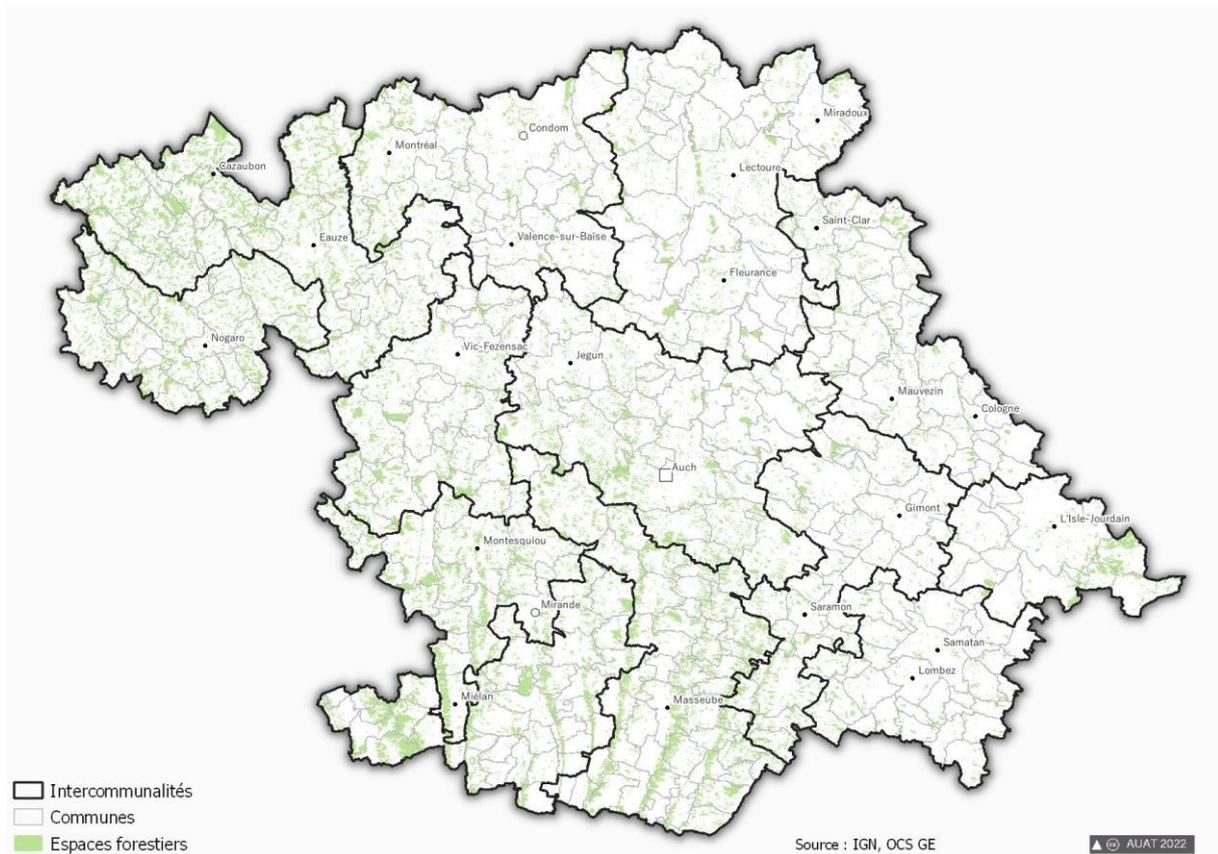 Miradoux
Condom
Montréal
Cazaubon
Lectoure
Saint-Clar
Eauze
Valence-sur-Baïse
Fleurance
Nogaro
Vic-Fezensac
Jegun
Mauvezin
Cologne
Auch
Gimont
L'Isle-Jourdain
Montesquiou
Mirande
Saramon
Samatan
Lombez
Miélan
Masseube
Intercommunalités
Communes
Espaces forestiers
Source : IGN, OCS GE
cc AUAT 2022